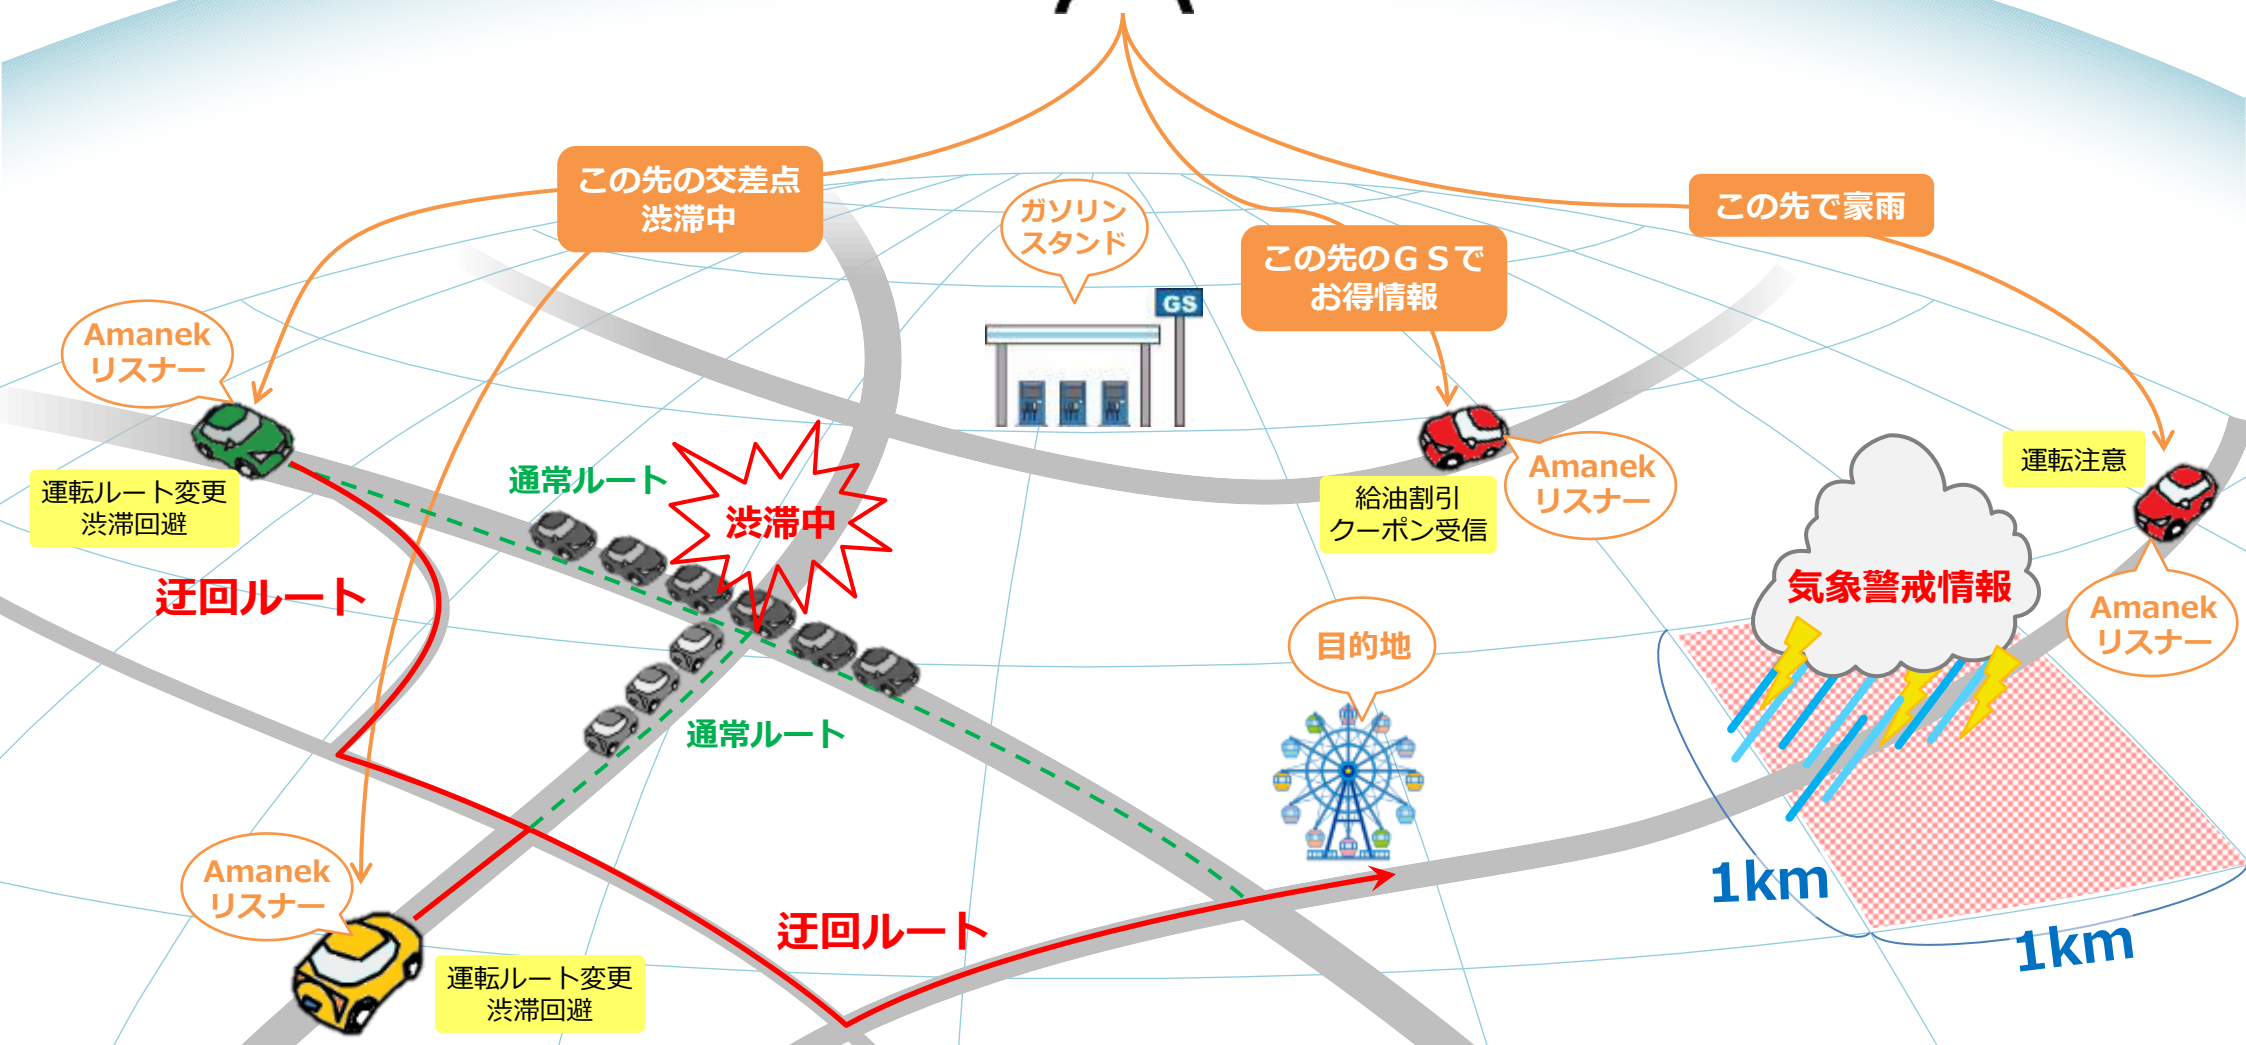 この先の交差点
渋滞中
ガソリン
スタンド
この先のＧＳで
お得情報
この先で豪雨
GS
Amanek
リスナー
運転ルート変更
渋滞回避
通常ルート
渋滞中
給油割引
クーポン受信
Amanek
リスナー
運転注意
気象警戒情報
Amanek
リスナー
迂回ルート
目的地
通常ルート
Amanek
リスナー
運転ルート変更
渋滞回避
迂回ルート
1km
1km